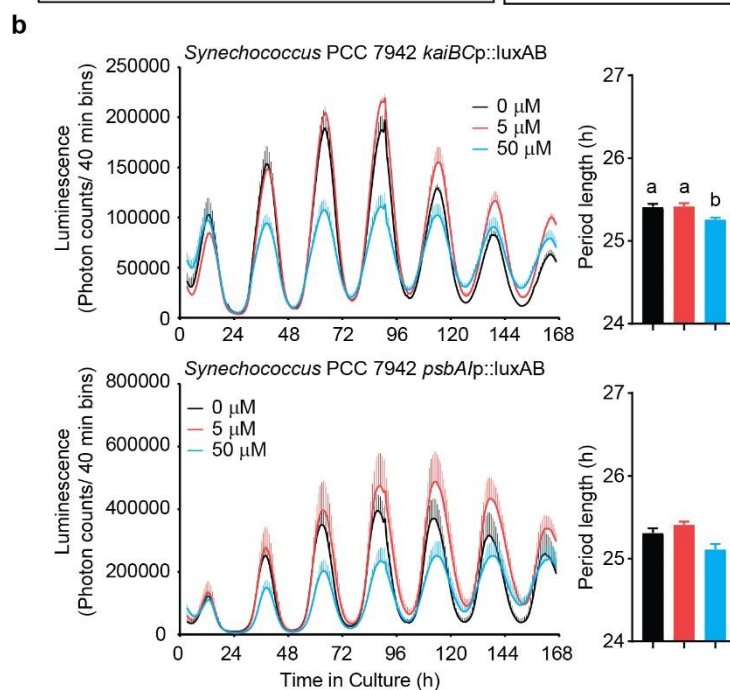 b
Synechococcus PCC 7942 kaiBCp::luxAB
Luminescence
(Photon counts/ 40 min bins)
250000
200000
150000
100000
50000
0
0 μM
5 μM
50 μM
0 24 48 72 96 120 144 168
Period length (h)
27
26
25
24
a a b
Synechococcus PCC 7942 psbAIp::luxAB
Luminescence
(Photon counts/ 40 min bins)
800000
600000
400000
200000
0
0 μM
5 μM
50 μM
0 24 48 72 96 120 144 168
Time in Culture (h)
Period length (h)
27
26
25
24